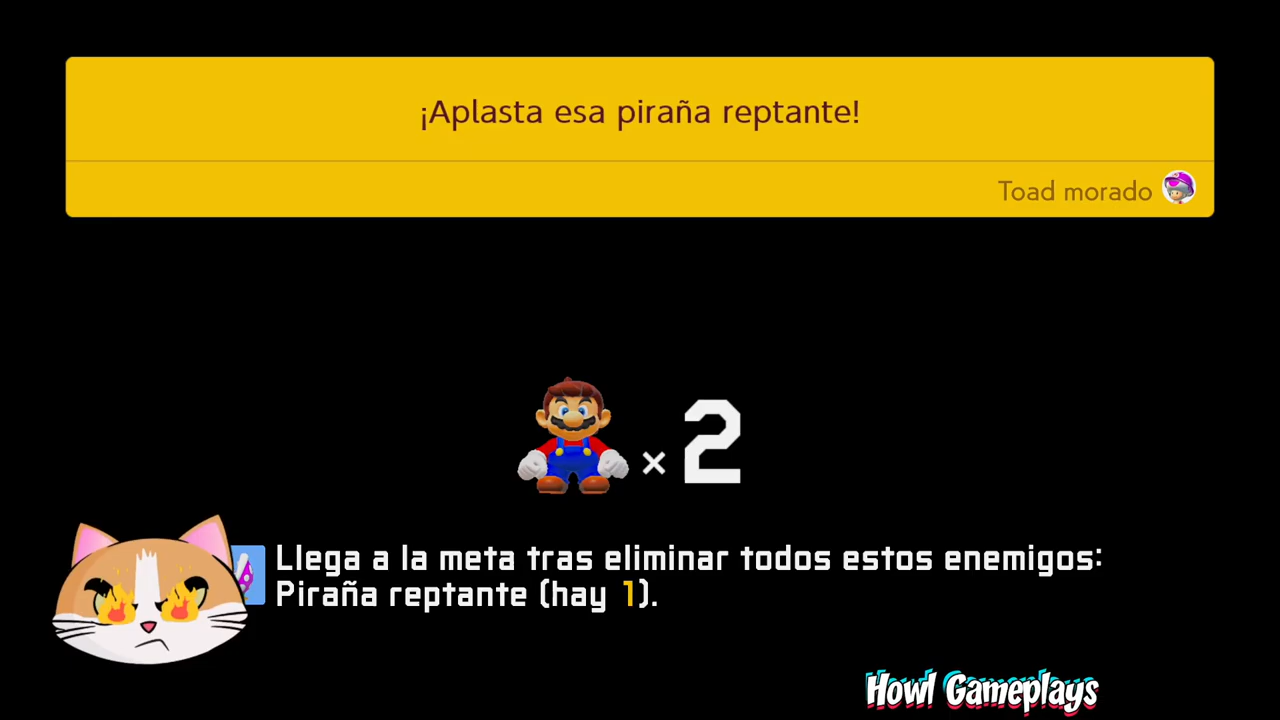 ¡Aplasta esa piraña reptante!
Toad morado
× 2
Llega a la meta tras eliminar todos estos enemigos:
Piraña reptante (hay 1).
Howl Gameplays